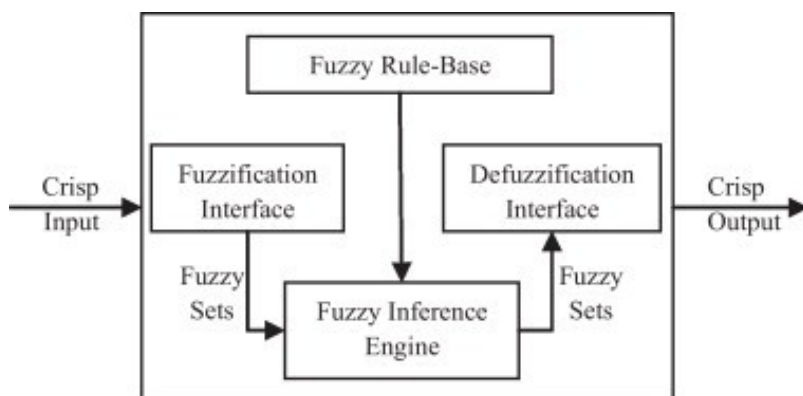 Fuzzy Rule-Base
Fuzzification
Interface
Defuzzification
Interface
Crisp
Input
Crisp
Output
Fuzzy
Sets
Fuzzy Inference
Engine
Fuzzy
Sets